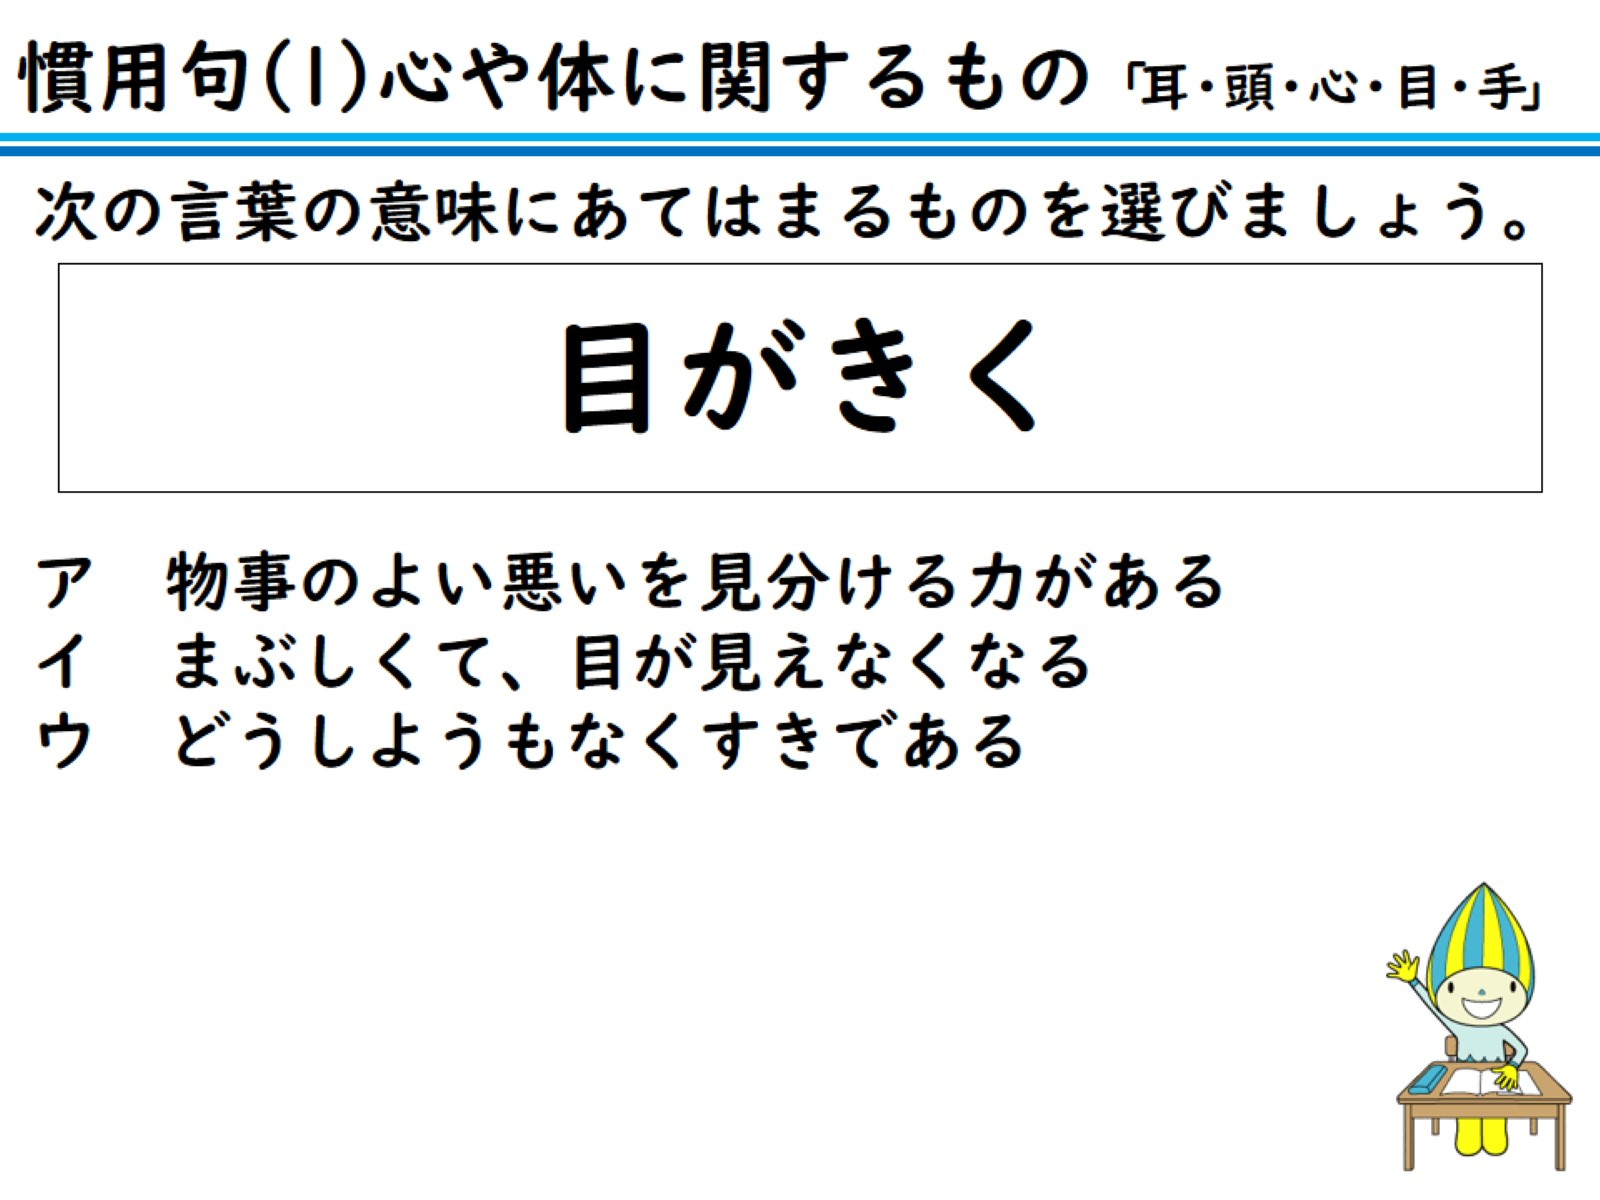 慣用句(1)心や体に関するもの「耳・頭・心・目・手」
次の言葉の意味にあてはまるものを選びましょう。
目がきく
ア　物事のよい悪いを見分ける力がある
イ　まぶしくて、目が見えなくなる
ウ　どうしようもなくすきである